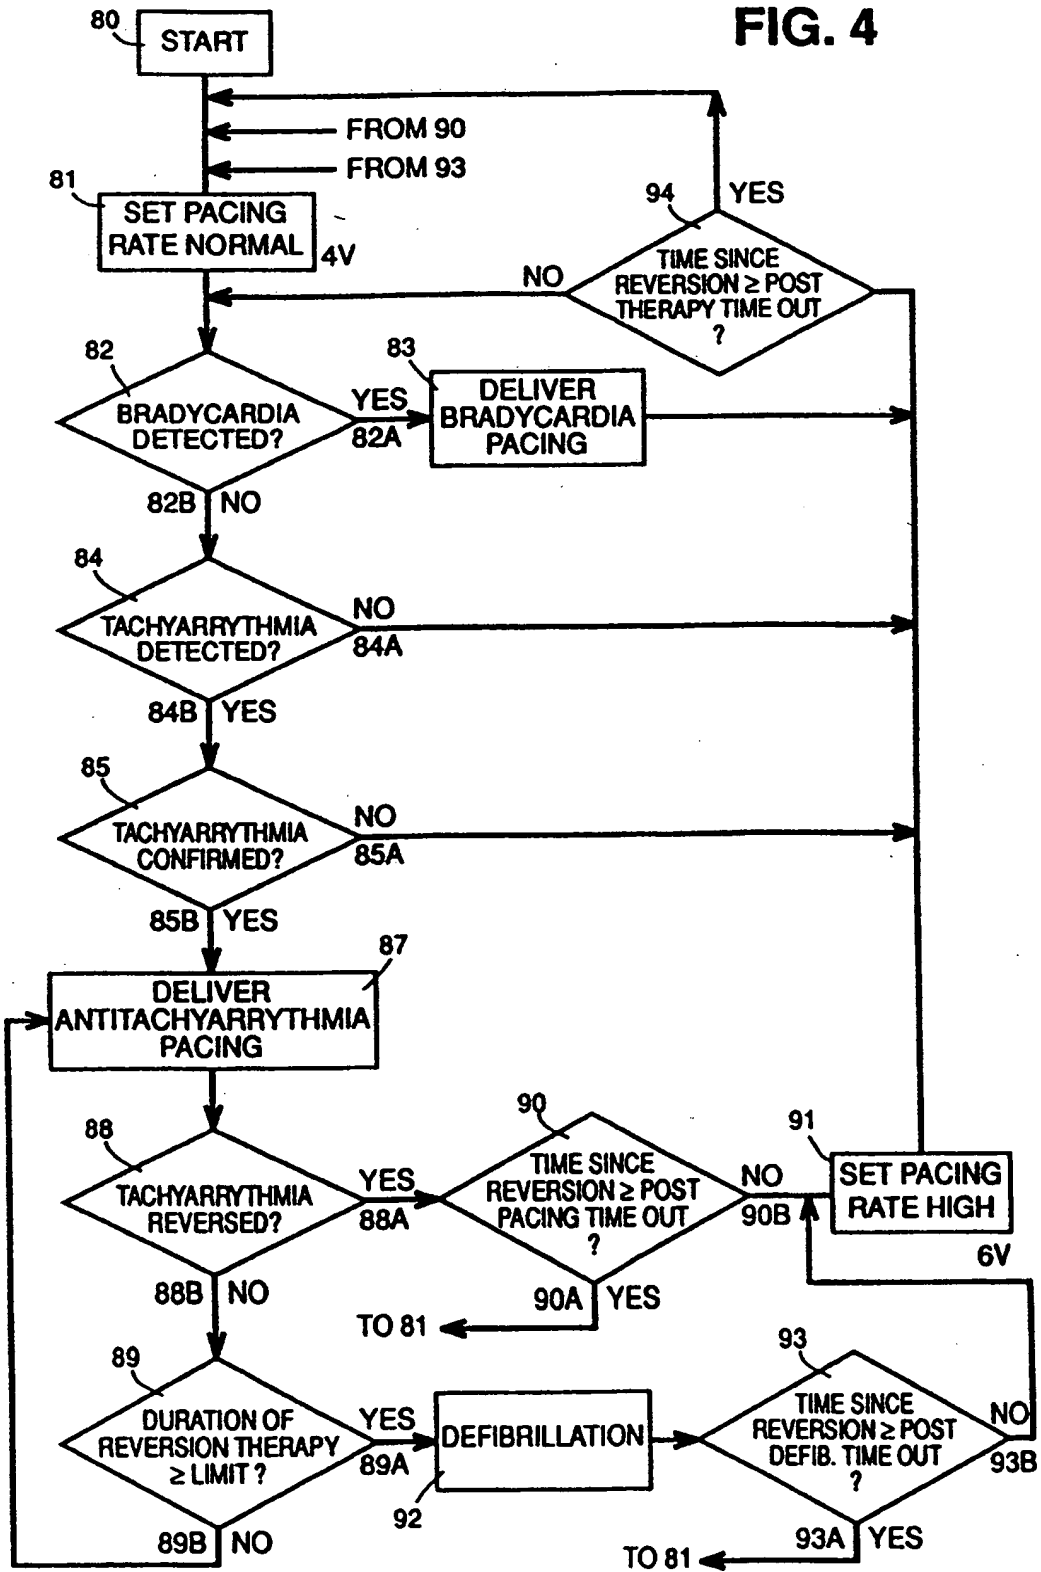 FIG. 4
80
START
FROM 90
FROM 93
81
SET PACING
RATE NORMAL
4V
94
YES
TIME SINCE
REVERSION ≥ POST
THERAPY TIME OUT
?
NO
82
BRADYCARDIA
DETECTED?
YES
82A
83
DELIVER
BRADYCARDIA
PACING
82B NO
84
TACHYARRYTHMIA
DETECTED?
NO
84A
84B YES
85
TACHYARRYTHMIA
CONFIRMED?
NO
85A
85B YES
87
DELIVER
ANTITACHYARRYTHMIA
PACING
88
TACHYARRYTHMIA
REVERSED?
YES
88A
90
TIME SINCE
REVERSION ≥ POST
PACING TIME OUT
?
NO
90B
91
SET PACING
RATE HIGH
6V
88B NO
90A YES
TO 81
89
DURATION OF
REVERSION THERAPY
≥ LIMIT ?
YES
89A
DEFIBRILLATION
92
93
TIME SINCE
REVERSION ≥ POST
DEFIB. TIME OUT
?
NO
93B
89B NO
93A YES
TO 81